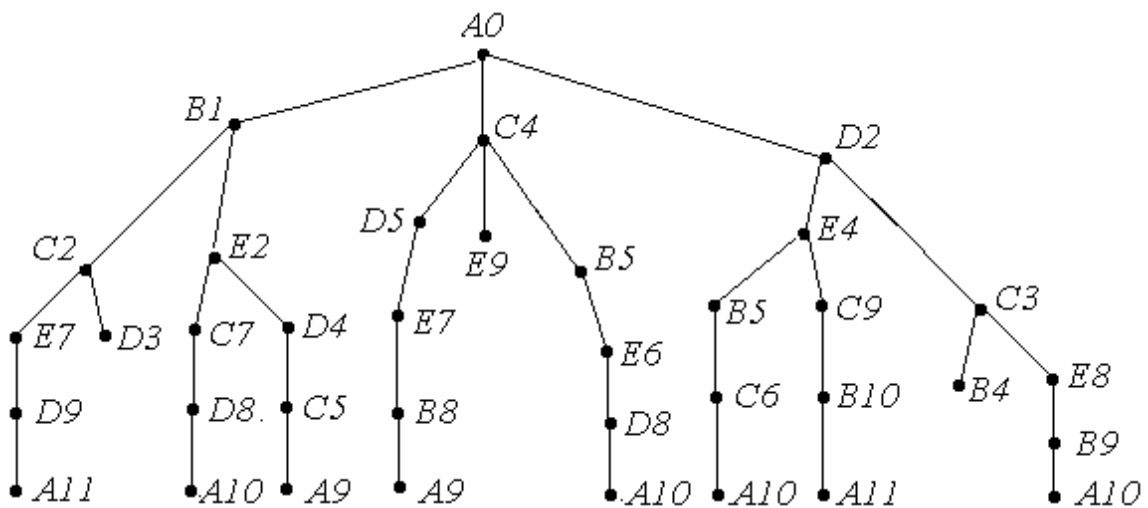 A0
B1
C4
D2
D5
E9
B5
E4
C2
E2
E7
D3
C7
D4
E7
E6
B5
C9
C3
D9
D8.
C5
B8
D8
C6
B10
B4
E8
B9
A11
A10
A9
A9
.A10
A10
A11
A10